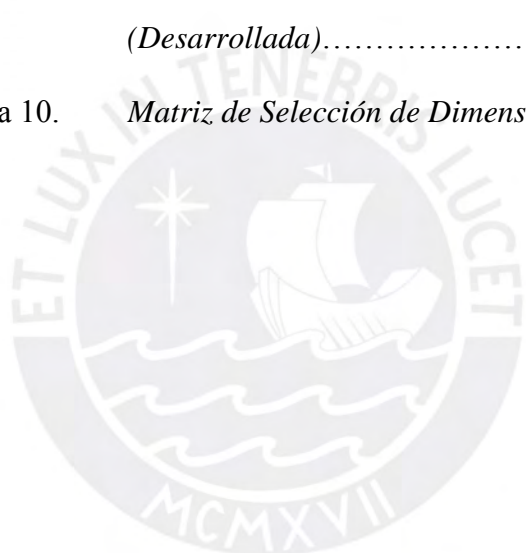 (Desarrollada)…………………
a 10. Matriz de Selección de Dimens
ET LUX IN TENEBRIS LUCET
MCMXVII